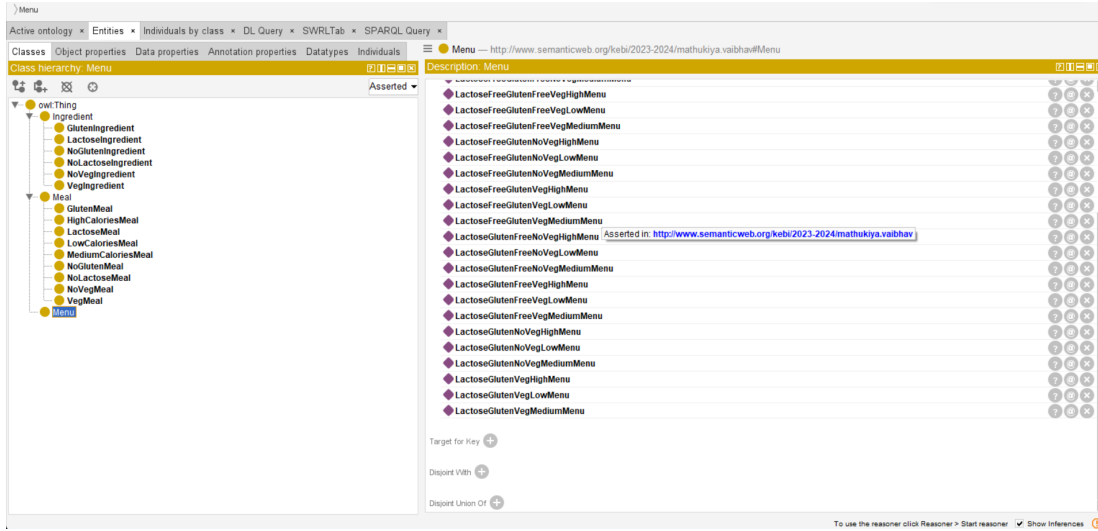 Menu
Active ontology × Entities × Individuals by class × DL Query × SWRLTab × SPARQL Query ×
Classes Object properties Data properties Annotation properties Datatypes Individuals
Menu — http://www.semanticweb.org/kebi/2023-2024/mathukiya.vaibhav#Menu
Class hierarchy: Menu
Description: Menu
Asserted
owl:Thing
Ingredient
GlutenIngredient
LactoseIngredient
NoGlutenIngredient
NoLactoseIngredient
NoVegIngredient
VegIngredient
Meal
GlutenMeal
HighCaloriesMeal
LactoseMeal
LowCaloriesMeal
MediumCaloriesMeal
NoGlutenMeal
NoLactoseMeal
NoVegMeal
VegMeal
Menu
LactoseFreeGlutenFreeNoVegMediumMenu
LactoseFreeGlutenFreeVegHighMenu
LactoseFreeGlutenFreeVegLowMenu
LactoseFreeGlutenFreeVegMediumMenu
LactoseFreeGlutenNoVegHighMenu
LactoseFreeGlutenNoVegLowMenu
LactoseFreeGlutenNoVegMediumMenu
LactoseFreeGlutenVegHighMenu
LactoseFreeGlutenVegLowMenu
LactoseFreeGlutenVegMediumMenu
LactoseGlutenFreeNoVegHighMenu
Asserted in: http://www.semanticweb.org/kebi/2023-2024/mathukiya.vaibhav
LactoseGlutenFreeNoVegLowMenu
LactoseGlutenFreeNoVegMediumMenu
LactoseGlutenFreeVegHighMenu
LactoseGlutenFreeVegLowMenu
LactoseGlutenFreeVegMediumMenu
LactoseGlutenNoVegHighMenu
LactoseGlutenNoVegLowMenu
LactoseGlutenNoVegMediumMenu
LactoseGlutenVegHighMenu
LactoseGlutenVegLowMenu
LactoseGlutenVegMediumMenu
Target for Key
Disjoint With
Disjoint Union Of
To use the reasoner click Reasoner > Start reasoner Show Inferences